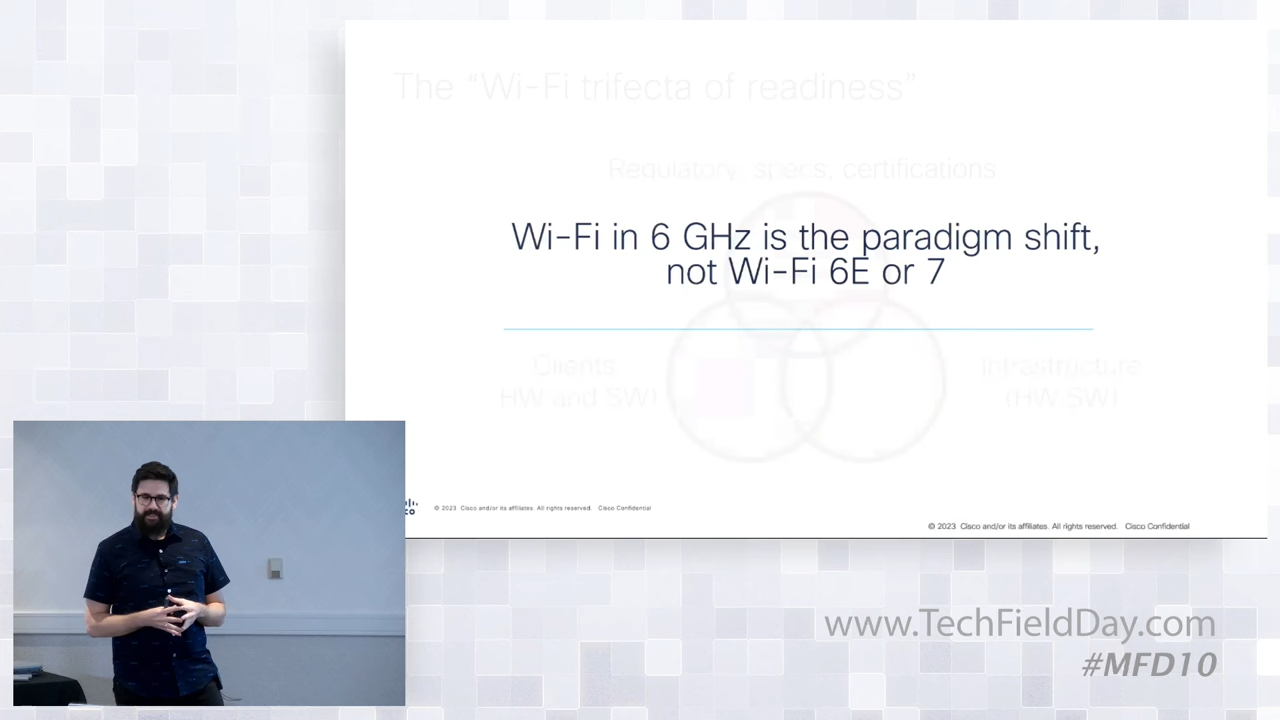 The “Wi-Fi trifecta of readiness”
Regulatory, specs, certifications
Wi-Fi in 6 GHz is the paradigm shift,
not Wi-Fi 6E or 7
Clients
HW and SW)
Infrastructure
(HW SW)
© 2023 Cisco and/or its affiliates. All rights reserved. Cisco Confidential
© 2023 Cisco and/or its affiliates. All rights reserved. Cisco Confidential
www.TechFieldDay.com
#MFD10